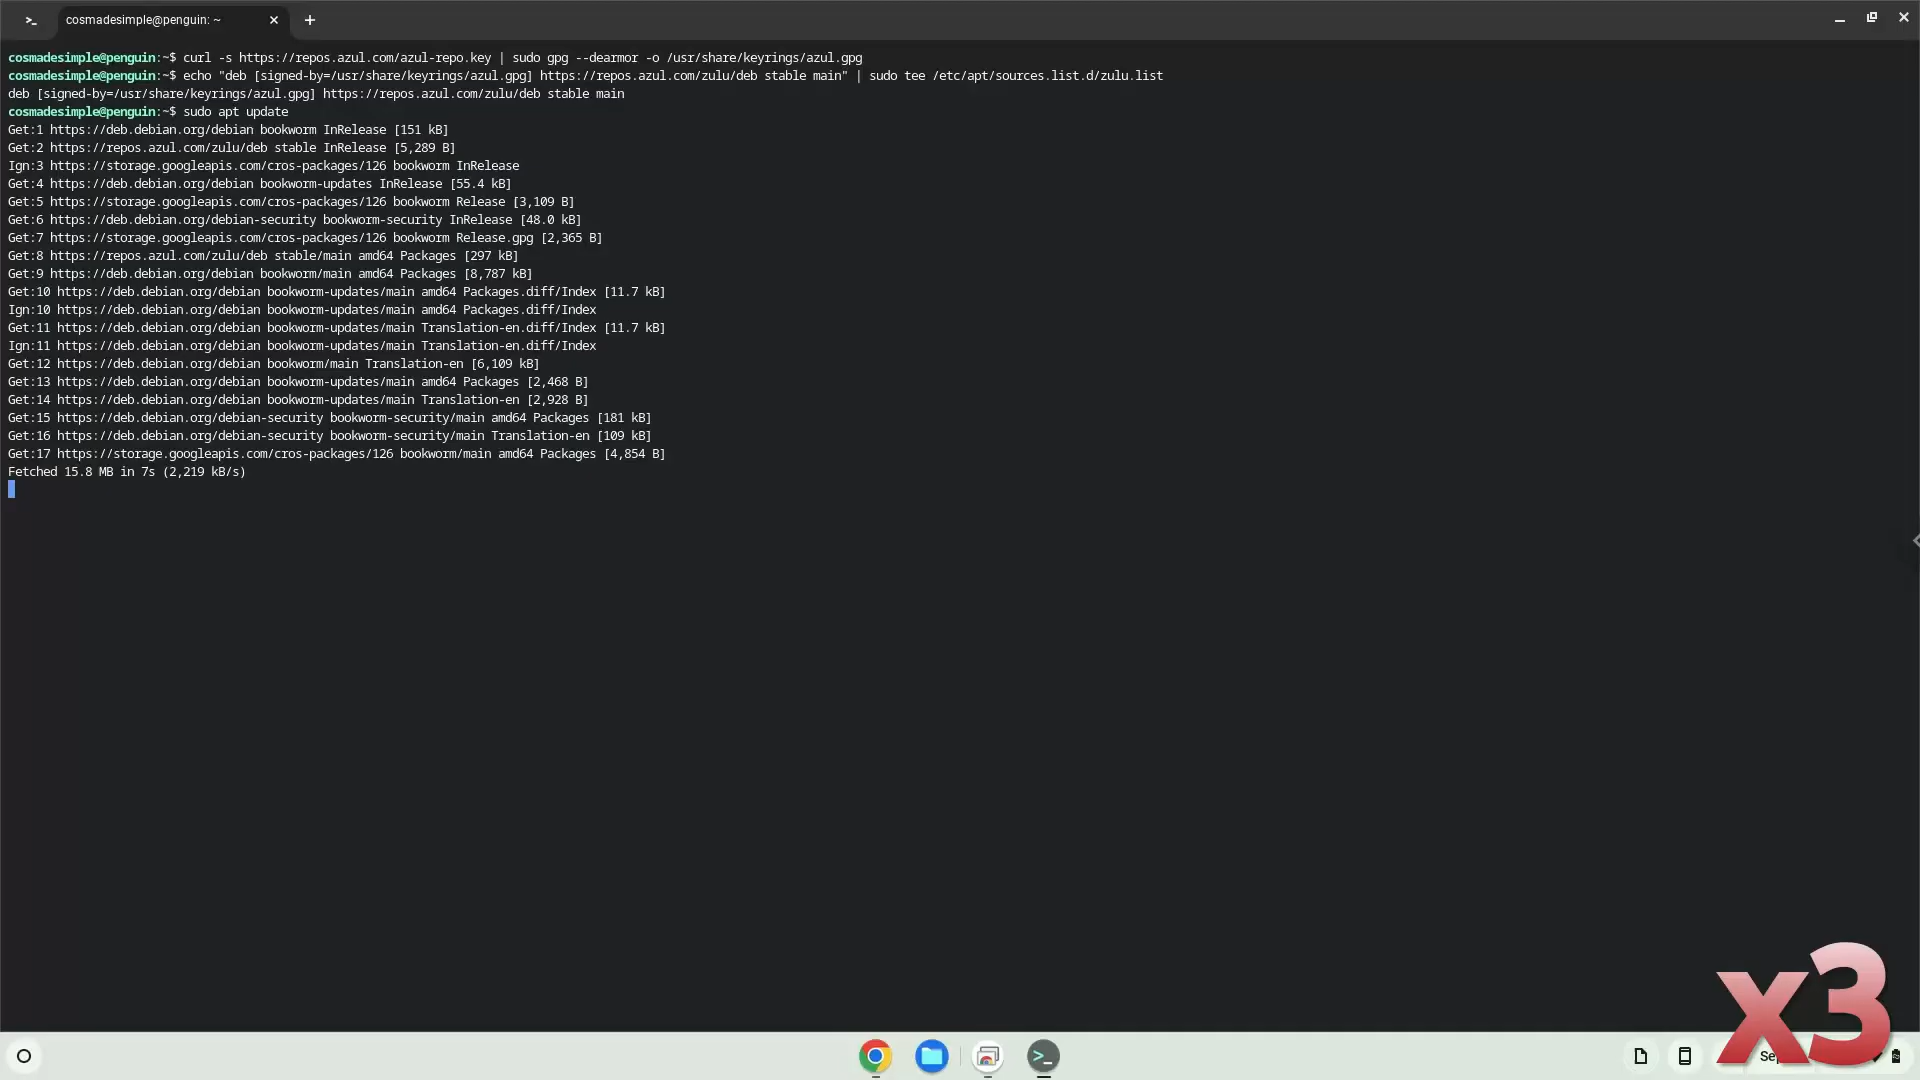 >_
cosmadesimple@penguin: ~
cosmadesimple@penguin:~$ curl -s https://repos.azul.com/azul-repo.key | sudo gpg --dearmor -o /usr/share/keyrings/azul.gpg
cosmadesimple@penguin:~$ echo "deb [signed-by=/usr/share/keyrings/azul.gpg] https://repos.azul.com/zulu/deb stable main" | sudo tee /etc/apt/sources.list.d/zulu.list
deb [signed-by=/usr/share/keyrings/azul.gpg] https://repos.azul.com/zulu/deb stable main
cosmadesimple@penguin:~$ sudo apt update
Get:1 https://deb.debian.org/debian bookworm InRelease [151 kB]
Get:2 https://repos.azul.com/zulu/deb stable InRelease [5,289 B]
Ign:3 https://storage.googleapis.com/cros-packages/126 bookworm InRelease
Get:4 https://deb.debian.org/debian bookworm-updates InRelease [55.4 kB]
Get:5 https://storage.googleapis.com/cros-packages/126 bookworm Release [3,109 B]
Get:6 https://deb.debian.org/debian-security bookworm-security InRelease [48.0 kB]
Get:7 https://storage.googleapis.com/cros-packages/126 bookworm Release.gpg [2,365 B]
Get:8 https://repos.azul.com/zulu/deb stable/main amd64 Packages [297 kB]
Get:9 https://deb.debian.org/debian bookworm/main amd64 Packages [8,787 kB]
Get:10 https://deb.debian.org/debian bookworm-updates/main amd64 Packages.diff/Index [11.7 kB]
Ign:10 https://deb.debian.org/debian bookworm-updates/main amd64 Packages.diff/Index
Get:11 https://deb.debian.org/debian bookworm-updates/main Translation-en.diff/Index [11.7 kB]
Ign:11 https://deb.debian.org/debian bookworm-updates/main Translation-en.diff/Index
Get:12 https://deb.debian.org/debian bookworm/main Translation-en [6,109 kB]
Get:13 https://deb.debian.org/debian bookworm-updates/main amd64 Packages [2,468 B]
Get:14 https://deb.debian.org/debian bookworm-updates/main Translation-en [2,928 B]
Get:15 https://deb.debian.org/debian-security bookworm-security/main amd64 Packages [181 kB]
Get:16 https://deb.debian.org/debian-security bookworm-security/main Translation-en [109 kB]
Get:17 https://storage.googleapis.com/cros-packages/126 bookworm/main amd64 Packages [4,854 B]
Fetched 15.8 MB in 7s (2,219 kB/s)
x3